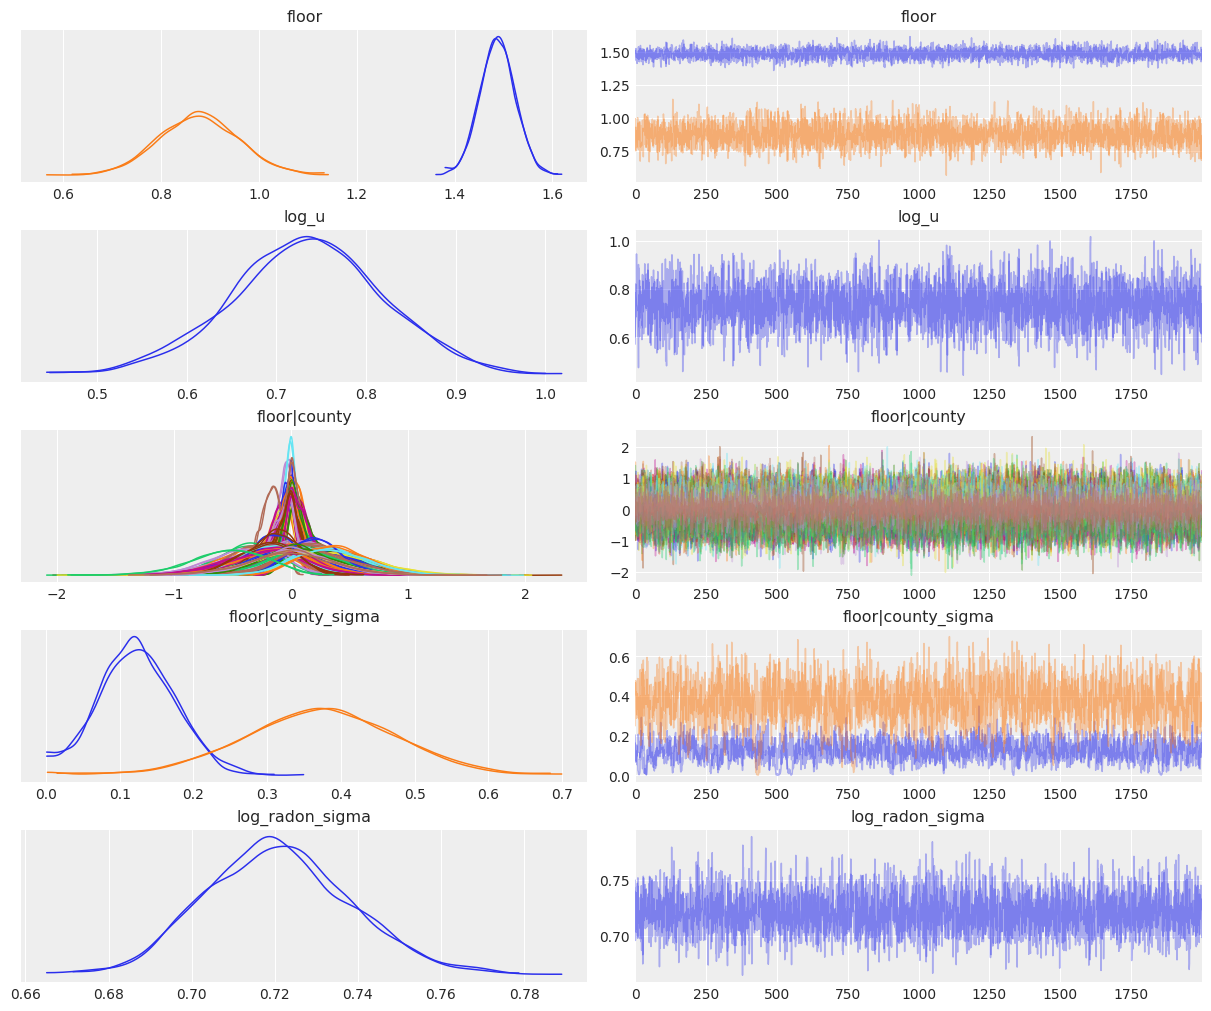 floor floor
1.50
1.25
1.00
0.75
0.6 0.8 1.0 1.2 1.4 1.6 0 250 500 750 1000 1250 1500 1750
log_u log_u
1.0
0.8
0.6
0.5 0.6 0.7 0.8 0.9 1.0 0 250 500 750 1000 1250 1500 1750
floor|county floor|county
2
1
0
−1
−2
−2 −1 0 1 2 0 250 500 750 1000 1250 1500 1750
floor|county_sigma floor|county_sigma
0.6
0.4
0.2
0.0
0.0 0.1 0.2 0.3 0.4 0.5 0.6 0.7 0 250 500 750 1000 1250 1500 1750
log_radon_sigma log_radon_sigma
0.75
0.70
0.66 0.68 0.70 0.72 0.74 0.76 0.78 0 250 500 750 1000 1250 1500 1750